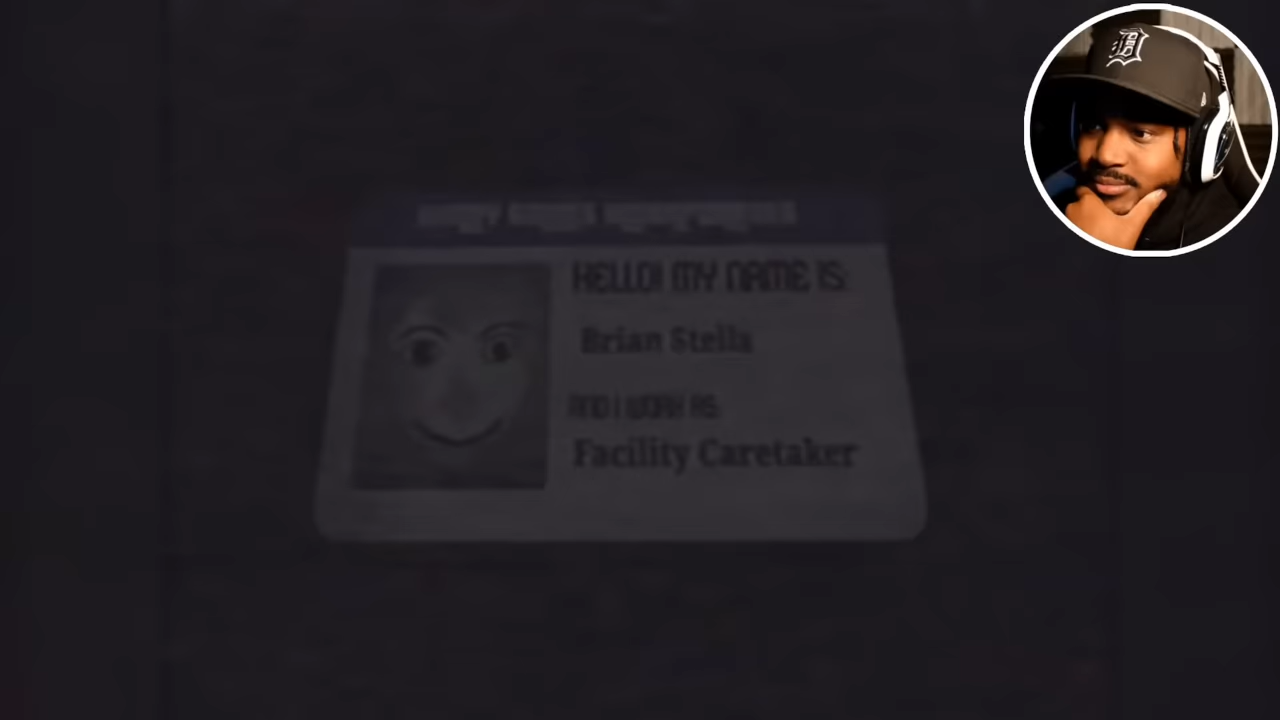 HELLO! MY NAME IS:
Brian Stella
AND I WORK AS:
Facility Caretaker